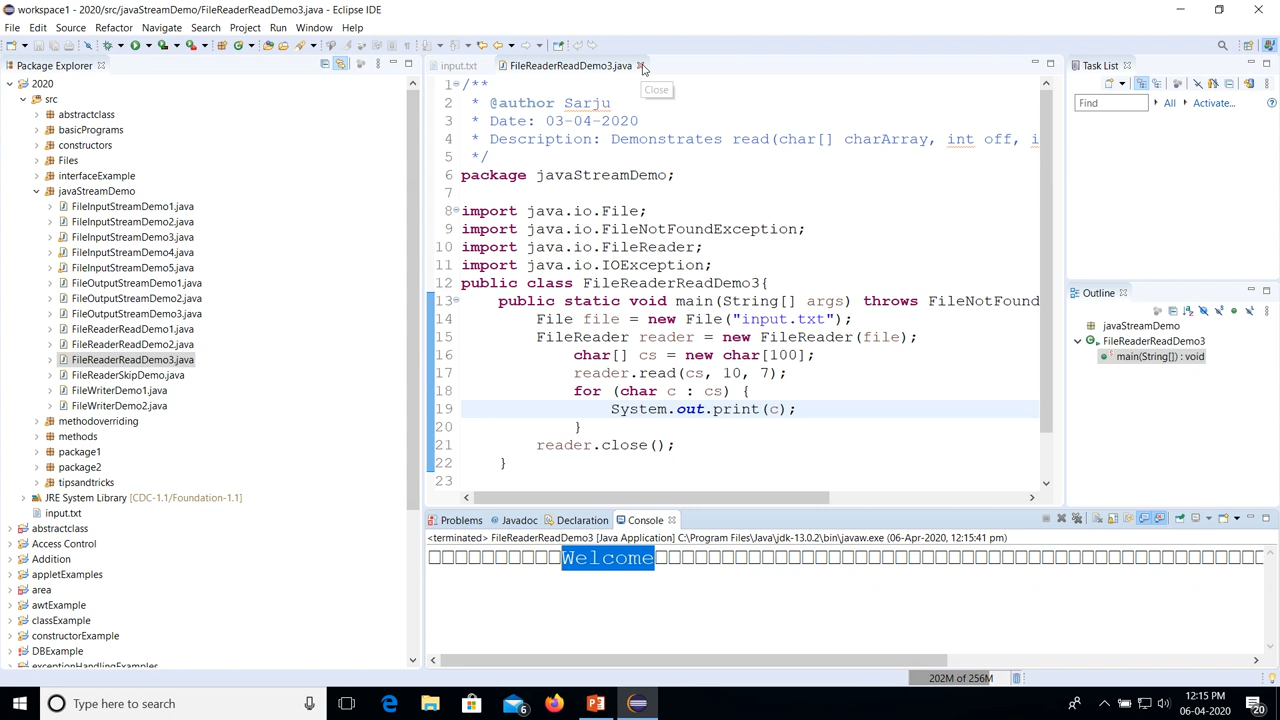 workspace1 - 2020/src/javaStreamDemo/FileReaderReadDemo3.java - Eclipse IDE
File Edit Source Refactor Navigate Search Project Run Window Help
Package Explorer
2020
src
abstractclass
basicPrograms
constructors
Files
interfaceExample
javaStreamDemo
FileInputStreamDemo1.java
FileInputStreamDemo2.java
FileInputStreamDemo3.java
FileInputStreamDemo4.java
FileInputStreamDemo5.java
FileOutputStreamDemo1.java
FileOutputStreamDemo2.java
FileOutputStreamDemo3.java
FileReaderReadDemo1.java
FileReaderReadDemo2.java
FileReaderReadDemo3.java
FileReaderSkipDemo.java
FileWriterDemo1.java
FileWriterDemo2.java
methodoverriding
methods
package1
package2
tipsandtricks
JRE System Library [CDC-1.1/Foundation-1.1]
input.txt
abstractclass
Access Control
Addition
appletExamples
area
awtExample
classExample
constructorExample
DBExample
exceptionHandlingExamples
input.txt FileReaderReadDemo3.java
Close
1 /**
2 * @author Sarju
3 * Date: 03-04-2020
4 * Description: Demonstrates read(char[] charArray, int off, i
5 */
6 package javaStreamDemo;
7
8 import java.io.File;
9 import java.io.FileNotFoundException;
10 import java.io.FileReader;
11 import java.io.IOException;
12 public class FileReaderReadDemo3{
13 public static void main(String[] args) throws FileNotFound
14 File file = new File("input.txt");
15 FileReader reader = new FileReader(file);
16 char[] cs = new char[100];
17 reader.read(cs, 10, 7);
18 for (char c : cs) {
19 System.out.print(c);
20 }
21 reader.close();
22 }
23
Problems Javadoc Declaration Console
<terminated> FileReaderReadDemo3 [Java Application] C:\Program Files\Java\jdk-13.0.2\bin\javaw.exe (06-Apr-2020, 12:15:41 pm)
Welcome
Task List
Find All Activate...
Outline
javaStreamDemo
FileReaderReadDemo3
main(String[]) : void
202M of 256M
Type here to search
6
12:15 PM
06-04-2020
20